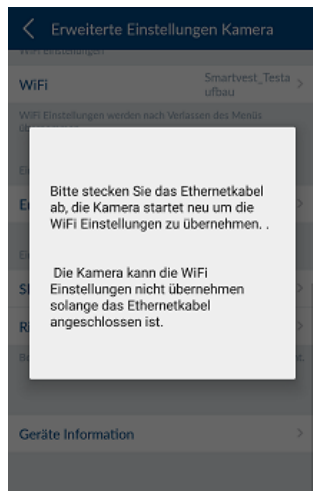 Erweiterte Einstellungen Kamera
WiFi Einstellungen
WiFi
Smartvest_Testa
ufbau
WiFi Einstellungen werden nach Verlassen des Menüs
Bitte stecken Sie das Ethernetkabel
ab, die Kamera startet neu um die
WiFi Einstellungen zu übernehmen. .
Die Kamera kann die WiFi
Einstellungen nicht übernehmen
solange das Ethernetkabel
angeschlossen ist.
Geräte Information